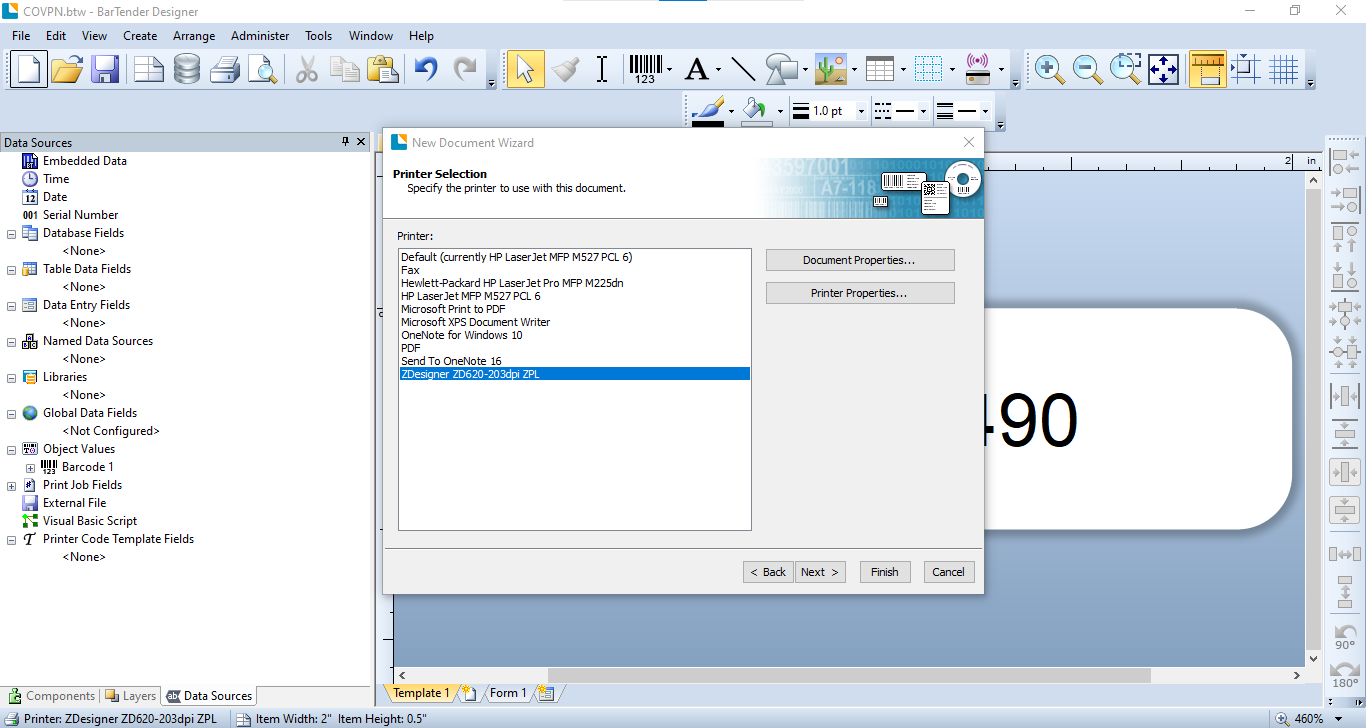 COVPN.btw - BarTender Designer
File Edit View Create Arrange Administer Tools Window Help
123
A
1.0 pt
Data Sources
Embedded Data
Time
12 Date
001 Serial Number
Database Fields
<None>
Table Data Fields
<None>
Data Entry Fields
<None>
Named Data Sources
<None>
Libraries
<None>
Global Data Fields
<Not Configured>
Object Values
123 Barcode 1
Print Job Fields
External File
Visual Basic Script
T Printer Code Template Fields
<None>
Components Layers ab Data Sources
New Document Wizard
Printer Selection
Specify the printer to use with this document.
3597001
A7-118
Printer:
Default (currently HP LaserJet MFP M527 PCL 6)
Fax
Hewlett-Packard HP LaserJet Pro MFP M225dn
HP LaserJet MFP M527 PCL 6
Microsoft Print to PDF
Microsoft XPS Document Writer
OneNote for Windows 10
PDF
Send To OneNote 16
ZDesigner ZD620-203dpi ZPL
Document Properties...
Printer Properties...
< Back Next > Finish Cancel
2 in
490
90°
180°
Template 1 Form 1
Printer: ZDesigner ZD620-203dpi ZPL Item Width: 2" Item Height: 0.5" 460%